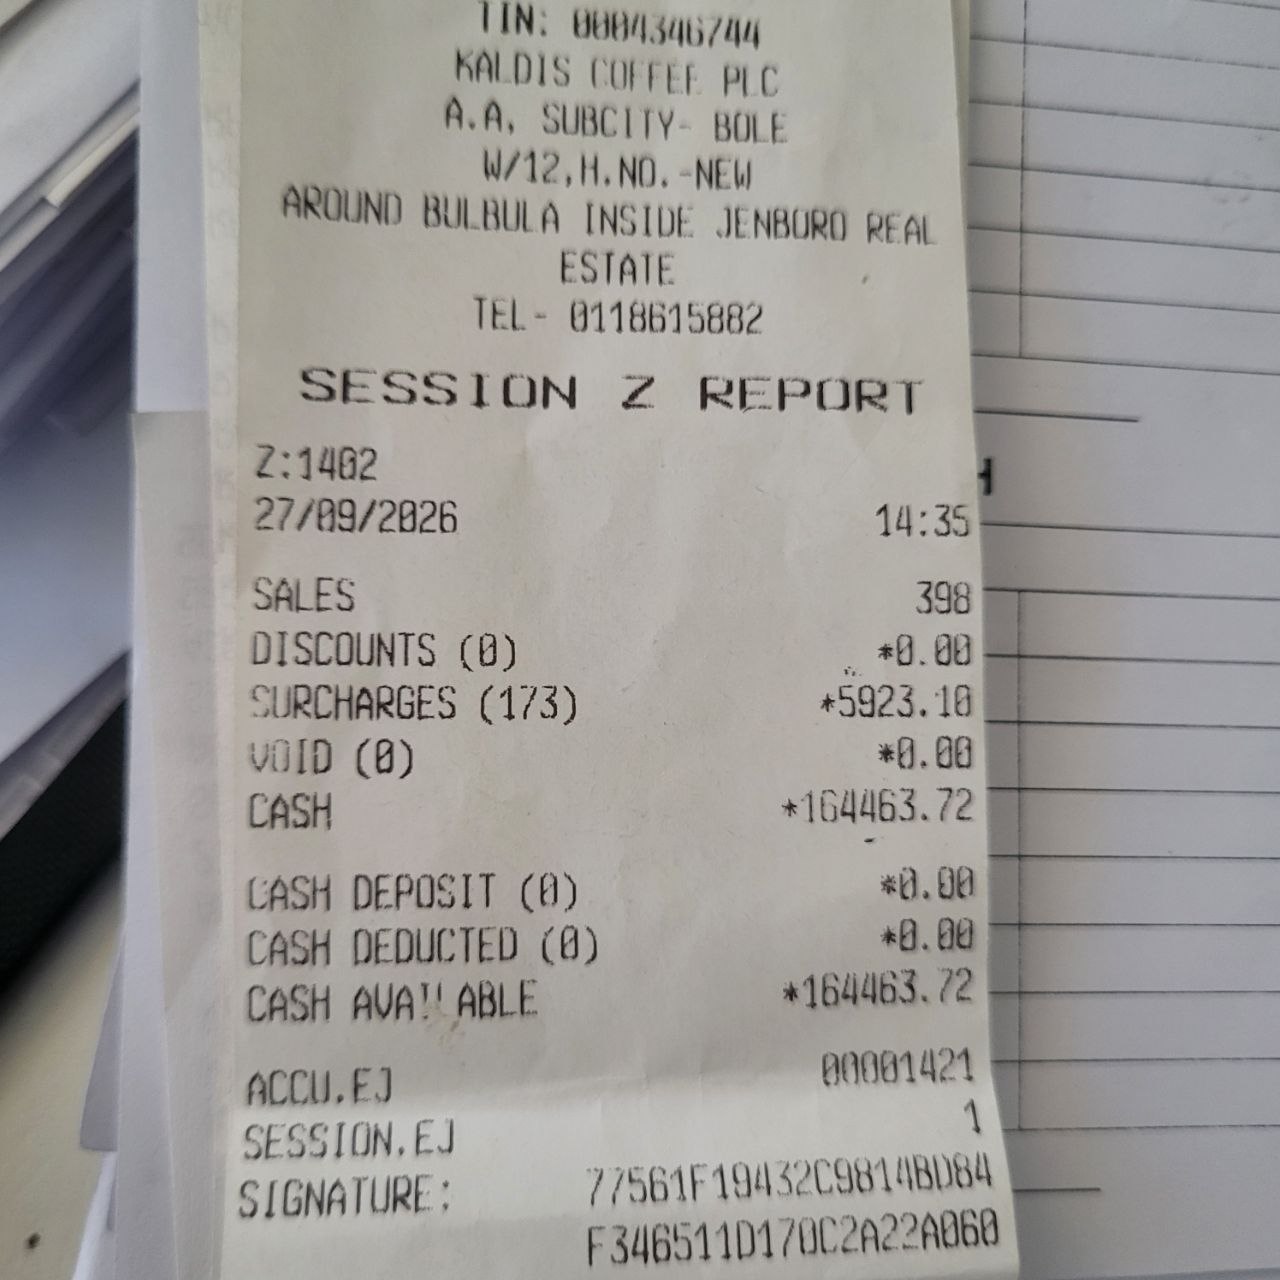 TIN: 0004346744
KALDIS COFFEE PLC
A.A, SUBCITY- BOLE
W/12,H.NO.-NEW
AROUND BULBULA INSIDE JENBORO REAL
ESTATE
TEL- 0118615882
SESSION Z REPORT
Z:1402
27/09/2026 14:35
SALES 398
DISCOUNTS (0) *0.00
SURCHARGES (173) *5923.10
VOID (0) *0.00
CASH *164463.72
CASH DEPOSIT (0) *0.00
CASH DEDUCTED (0) *0.00
CASH AVAILABLE *164463.72
ACCU.EJ 00001421
SESSION.EJ 1
SIGNATURE: 77561F19432C9814BD84
F346511D170C2A22A060
H